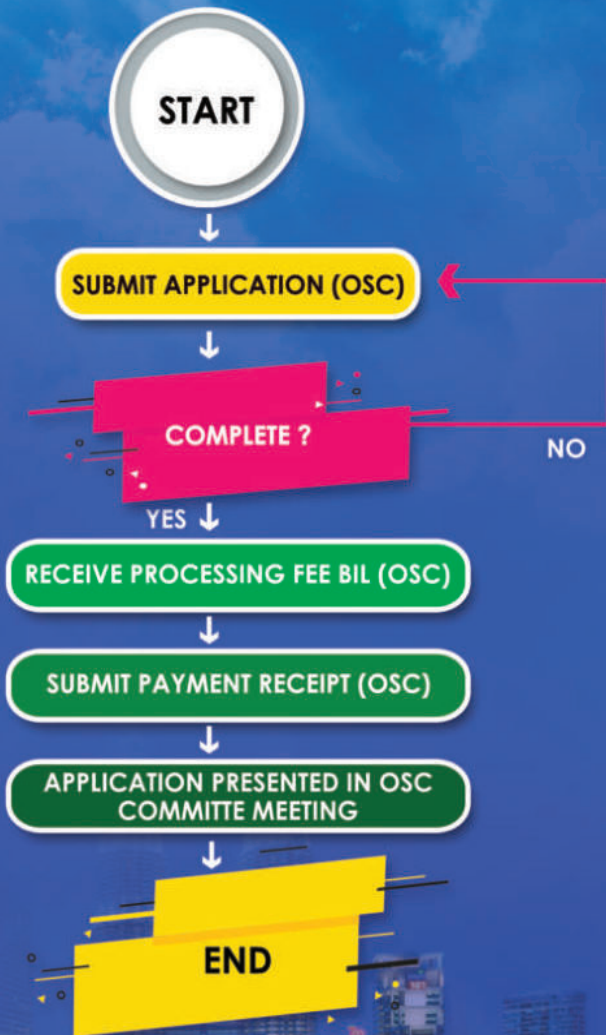 START
SUBMIT APPLICATION (OSC)
COMPLETE ?
NO
YES
RECEIVE PROCESSING FEE BIL (OSC)
SUBMIT PAYMENT RECEIPT (OSC)
APPLICATION PRESENTED IN OSC
COMMITTE MEETING
END